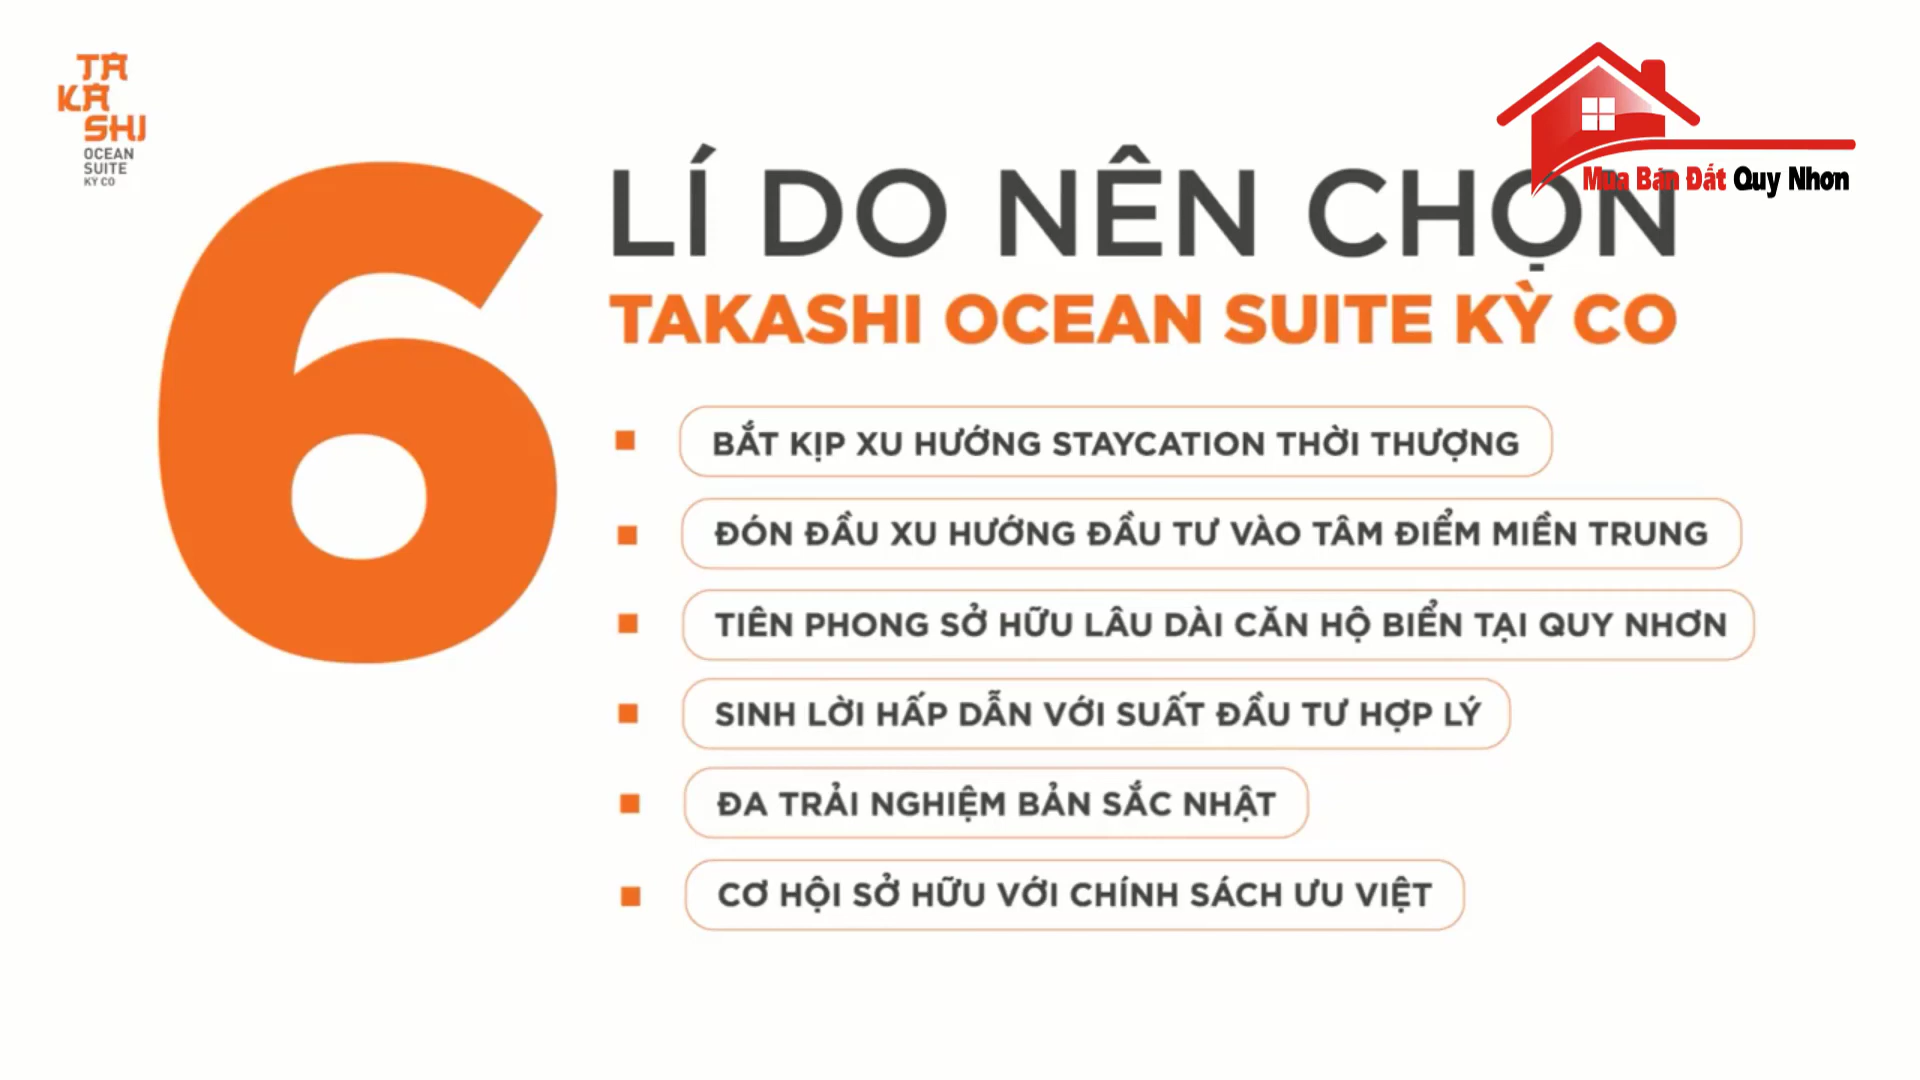 TA
KA
SHI
OCEAN
SUITE
KY CO
Mua Bán Đất Quy Nhon
6
LÍ DO NÊN CHỌN
TAKASHI OCEAN SUITE KỲ CO
BẮT KỊP XU HƯỚNG STAYCATION THỜI THƯỢNG
ĐÓN ĐẦU XU HƯỚNG ĐẦU TƯ VÀO TÂM ĐIỂM MIỀN TRUNG
TIÊN PHONG SỞ HỮU LÂU DÀI CĂN HỘ BIỂN TẠI QUY NHƠN
SINH LỜI HẤP DẪN VỚI SUẤT ĐẦU TƯ HỢP LÝ
ĐA TRẢI NGHIỆM BẢN SẮC NHẬT
CƠ HỘI SỞ HỮU VỚI CHÍNH SÁCH ƯU VIỆT